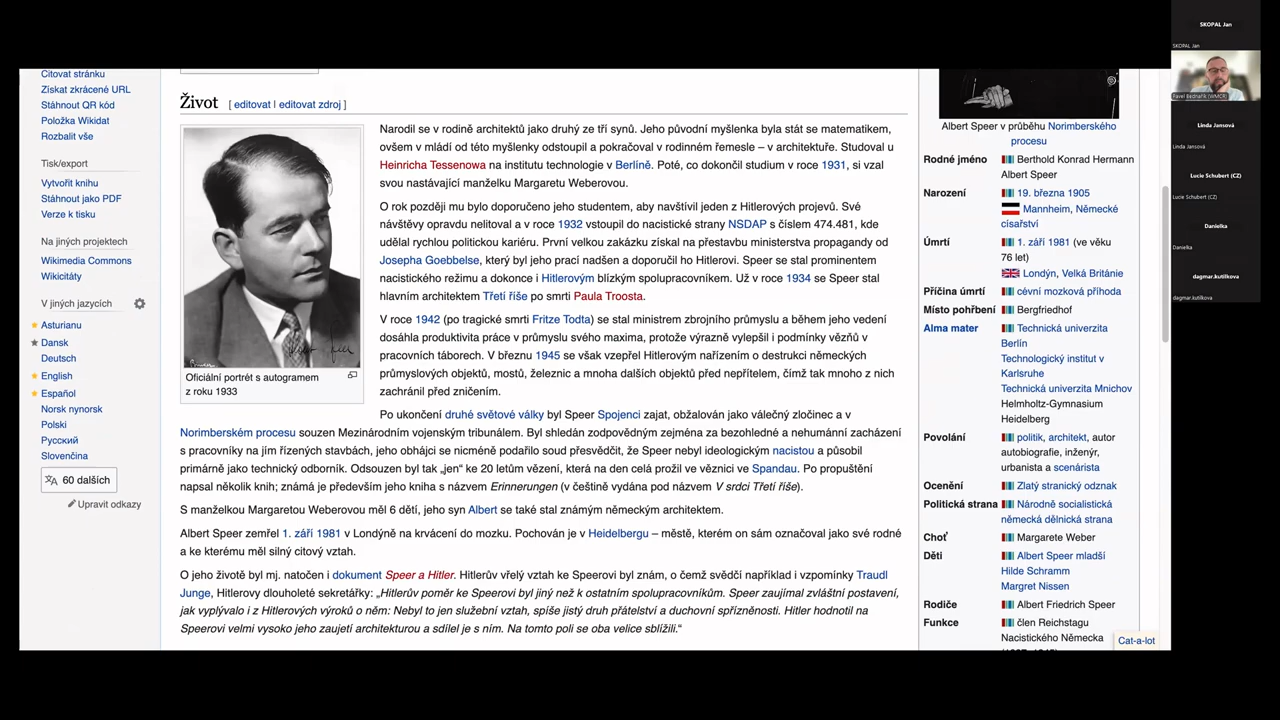 Citovat stránku
Získat zkrácené URL
Stáhnout QR kód
Položka Wikidat
Rozbalit vše
Tisk/export
Vytvořit knihu
Stáhnout jako PDF
Verze k tisku
Na jiných projektech
Wikimedia Commons
Wikicitáty
V jiných jazycích
Asturianu
Dansk
Deutsch
English
Español
Norsk nynorsk
Polski
Русский
Slovenčina
60 dalších
Upravit odkazy
Život [ editovat | editovat zdroj ]
Oficiální portrét s autogramem
z roku 1933
Narodil se v rodině architektů jako druhý ze tří synů. Jeho původní myšlenka byla stát se matematikem,
ovšem v mládí od této myšlenky odstoupil a pokračoval v rodinném řemesle – v architektuře. Studoval u
Heinricha Tessenowa na institutu technologie v Berlíně. Poté, co dokončil studium v roce 1931, si vzal
svou nastávající manželku Margaretu Weberovou.
O rok později mu bylo doporučeno jeho studentem, aby navštívil jeden z Hitlerových projevů. Své
návštěvy opravdu nelitoval a v roce 1932 vstoupil do nacistické strany NSDAP s číslem 474.481, kde
udělal rychlou politickou kariéru. První velkou zakázku získal na přestavbu ministerstva propagandy od
Josepha Goebbelse, který byl jeho prací nadšen a doporučil ho Hitlerovi. Speer se stal prominentem
nacistického režimu a dokonce i Hitlerovým blízkým spolupracovníkem. Už v roce 1934 se Speer stal
hlavním architektem Třetí říše po smrti Paula Troosta.
V roce 1942 (po tragické smrti Fritze Todta) se stal ministrem zbrojního průmyslu a během jeho vedení
dosáhla produktivita práce v průmyslu svého maxima, protože výrazně vylepšil i podmínky vězňů v
pracovních táborech. V březnu 1945 se však vzepřel Hitlerovým nařízením o destrukci německých
průmyslových objektů, mostů, železnic a mnoha dalších objektů před nepřítelem, čímž tak mnoho z nich
zachránil před zničením.
Po ukončení druhé světové války byl Speer Spojenci zajat, obžalován jako válečný zločinec a v
Norimberském procesu souzen Mezinárodním vojenským tribunálem. Byl shledán zodpovědným zejména za bezohledné a nehumánní zacházení
s pracovníky na jím řízených stavbách, jeho obhájci se nicméně podařilo soud přesvědčit, že Speer nebyl ideologickým nacistou a působil
primárně jako technický odborník. Odsouzen byl tak „jen“ ke 20 letům vězení, která na den celá prožil ve věznici ve Spandau. Po propuštění
napsal několik knih; známá je především jeho kniha s názvem Erinnerungen (v češtině vydána pod názvem V srdci Třetí říše).
S manželkou Margaretou Weberovou měl 6 dětí, jeho syn Albert se také stal známým německým architektem.
Albert Speer zemřel 1. září 1981 v Londýně na krvácení do mozku. Pochován je v Heidelbergu – městě, kterém on sám označoval jako své rodné
a ke kterému měl silný citový vztah.
O jeho životě byl mj. natočen i dokument Speer a Hitler. Hitlerův vřelý vztah ke Speerovi byl znám, o čemž svědčí například i vzpomínky Traudl
Junge, Hitlerovy dlouholeté sekretářky: „Hitlerův poměr ke Speerovi byl jiný než k ostatním spolupracovníkům. Speer zaujímal zvláštní postavení,
jak vyplývalo i z Hitlerových výroků o něm: Nebyl to jen služební vztah, spíše jistý druh přátelství a duchovní spřízněnosti. Hitler hodnotil na
Speerovi velmi vysoko jeho zaujetí architekturou a sdílel je s ním. Na tomto poli se oba velice sblížili.“
Albert Speer v průběhu Norimberského
procesu
Rodné jméno Berthold Konrad Hermann
Albert Speer
Narození 19. března 1905
Mannheim, Německé
císařství
Úmrtí 1. září 1981 (ve věku
76 let)
Londýn, Velká Británie
Příčina úmrtí cévní mozková příhoda
Místo pohřbení Bergfriedhof
Alma mater Technická univerzita
Berlín
Technologický institut v
Karlsruhe
Technická univerzita Mnichov
Helmholtz-Gymnasium
Heidelberg
Povolání politik, architekt, autor
autobiografie, inženýr,
urbanista a scenárista
Ocenění Zlatý stranický odznak
Politická strana Národně socialistická
německá dělnická strana
Choť Margarete Weber
Děti Albert Speer mladší
Hilde Schramm
Margret Nissen
Rodiče Albert Friedrich Speer
Funkce člen Reichstagu
Nacistického Německa
Cat-a-lot
SKOPAL Jan
SKOPAL Jan
Pavel Bednařík (WMCR)
Linda Jansová
Linda Jansová
Lucie Schubert (CZ)
Lucie Schubert (CZ)
Danielka
Danielka
dagmar.kutilkova
dagmar.kutilkova